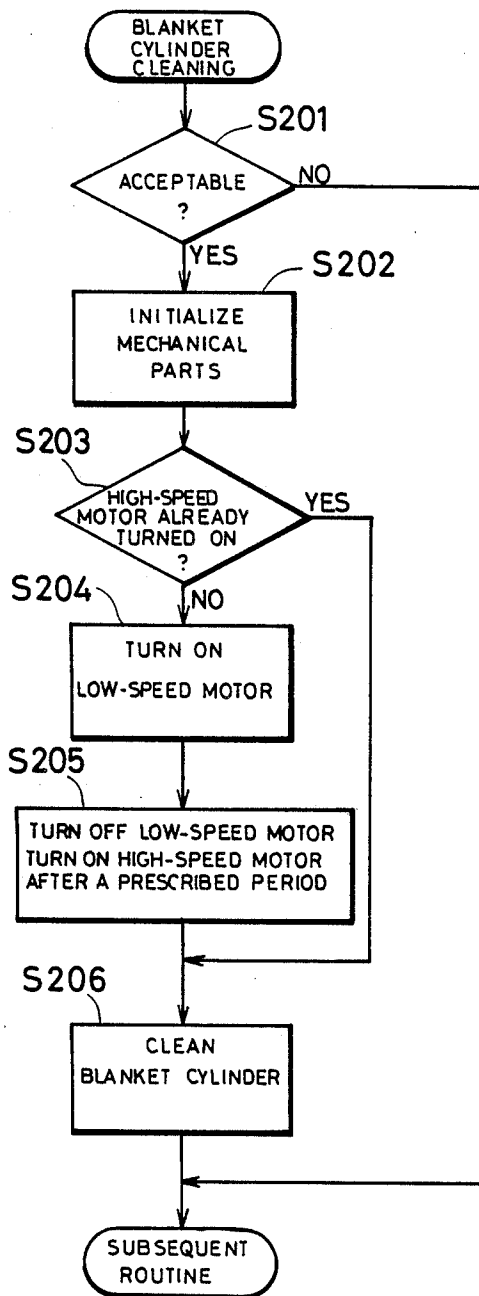 BLANKET
CYLINDER
CLEANING
S201
ACCEPTABLE
?
NO
YES
S202
INITIALIZE
MECHANICAL
PARTS
S203
HIGH-SPEED
MOTOR ALREADY
TURNED ON
?
YES
NO
S204
TURN ON
LOW-SPEED MOTOR
S205
TURN OFF LOW-SPEED MOTOR
TURN ON HIGH-SPEED MOTOR
AFTER A PRESCRIBED PERIOD
S206
CLEAN
BLANKET CYLINDER
SUBSEQUENT
ROUTINE